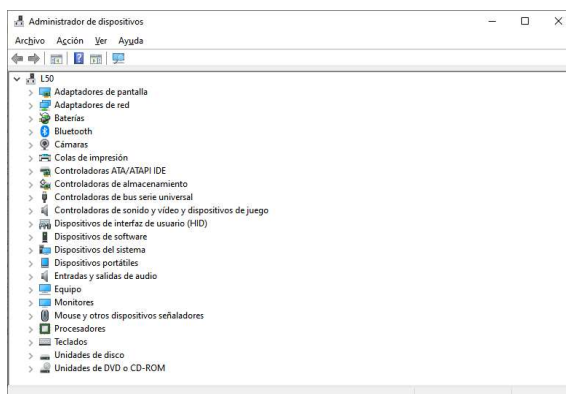 Administrador de dispositivos
Archivo Acción Ver Ayuda
L50
Adaptadores de pantalla
Adaptadores de red
Baterías
Bluetooth
Cámaras
Colas de impresión
Controladoras ATA/ATAPI IDE
Controladoras de almacenamiento
Controladoras de bus serie universal
Controladoras de sonido y vídeo y dispositivos de juego
Dispositivos de interfaz de usuario (HID)
Dispositivos de software
Dispositivos del sistema
Dispositivos portátiles
Entradas y salidas de audio
Equipo
Monitores
Mouse y otros dispositivos señaladores
Procesadores
Teclados
Unidades de disco
Unidades de DVD o CD-ROM